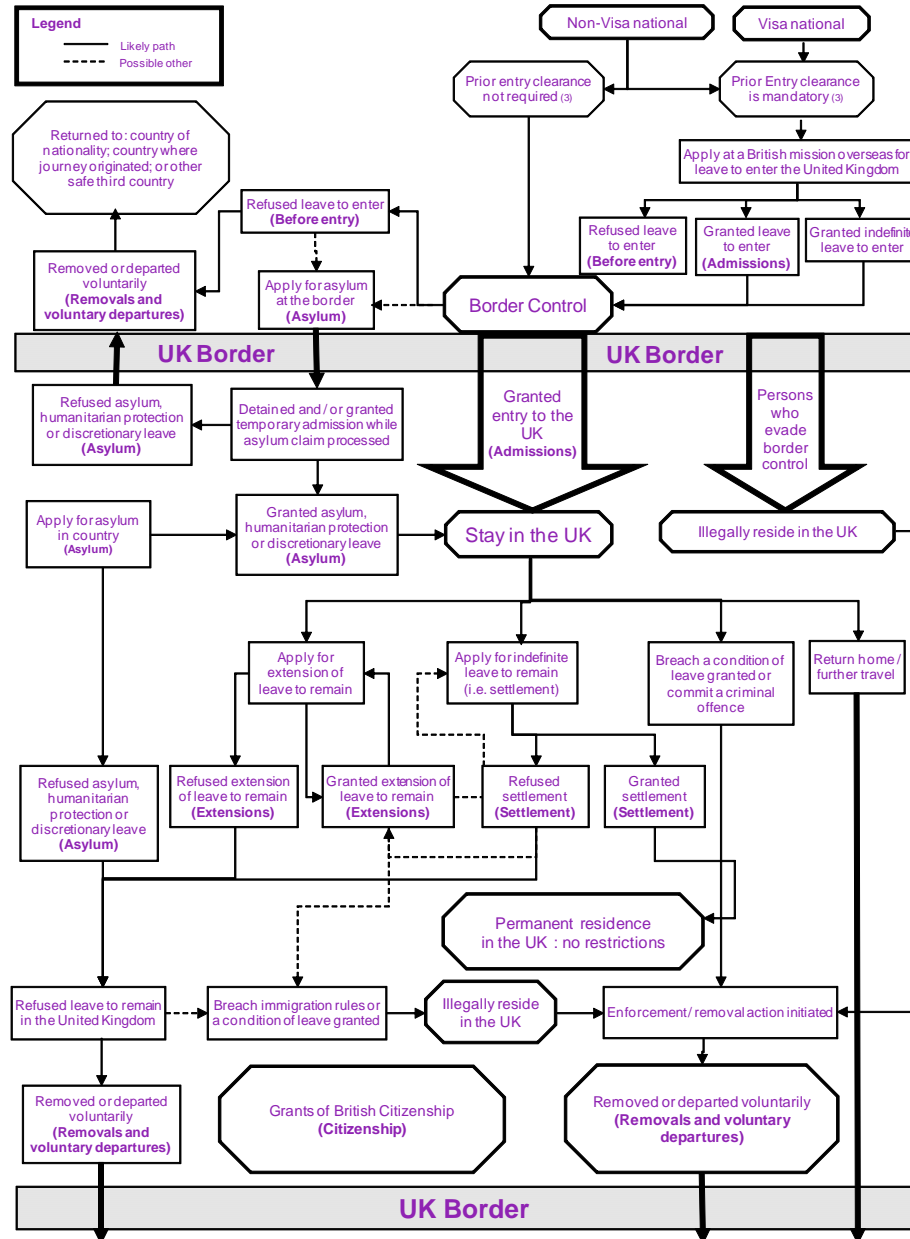 Legend
Likely path
Possible other
Non-Visa national
Visa national
Prior entry clearance
not required (3)
Prior Entry clearance
is mandatory (3)
Returned to: country of
nationality; country where
journey originated; or other
safe third country
Apply at a British mission overseas for
leave to enter the United Kingdom
Refused leave to enter
(Before entry)
Refused leave
to enter
(Before entry)
Granted leave
to enter
(Admissions)
Granted indefinite
leave to enter
Removed or departed
voluntarily
(Removals and
voluntary departures)
Apply for asylum
at the border
(Asylum)
Border Control
UK Border
UK Border
Refused asylum,
humanitarian protection
or discretionary leave
(Asylum)
Detained and / or granted
temporary admission while
asylum claim processed
Granted
entry to the
UK
(Admissions)
Persons
who
evade
border
control
Apply for asylum
in country
(Asylum)
Granted asylum,
humanitarian protection
or discretionary leave
(Asylum)
Stay in the UK
Illegally reside in the UK
Apply for
extension of
leave to remain
Apply for indefinite
leave to remain
(i.e. settlement)
Breach a condition of
leave granted or
commit a criminal
offence
Return home /
further travel
Refused asylum,
humanitarian
protection or
discretionary leave
(Asylum)
Refused extension
of leave to remain
(Extensions)
Granted extension of
leave to remain
(Extensions)
Refused
settlement
(Settlement)
Granted
settlement
(Settlement)
Permanent residence
in the UK : no restrictions
Refused leave to remain
in the United Kingdom
Breach immigration rules or
a condition of leave granted
Illegally reside
in the UK
Enforcement / removal action initiated
Removed or departed
voluntarily
(Removals and
voluntary departures)
Grants of British Citizenship
(Citizenship)
Removed or departed voluntarily
(Removals and voluntary
departures)
UK Border